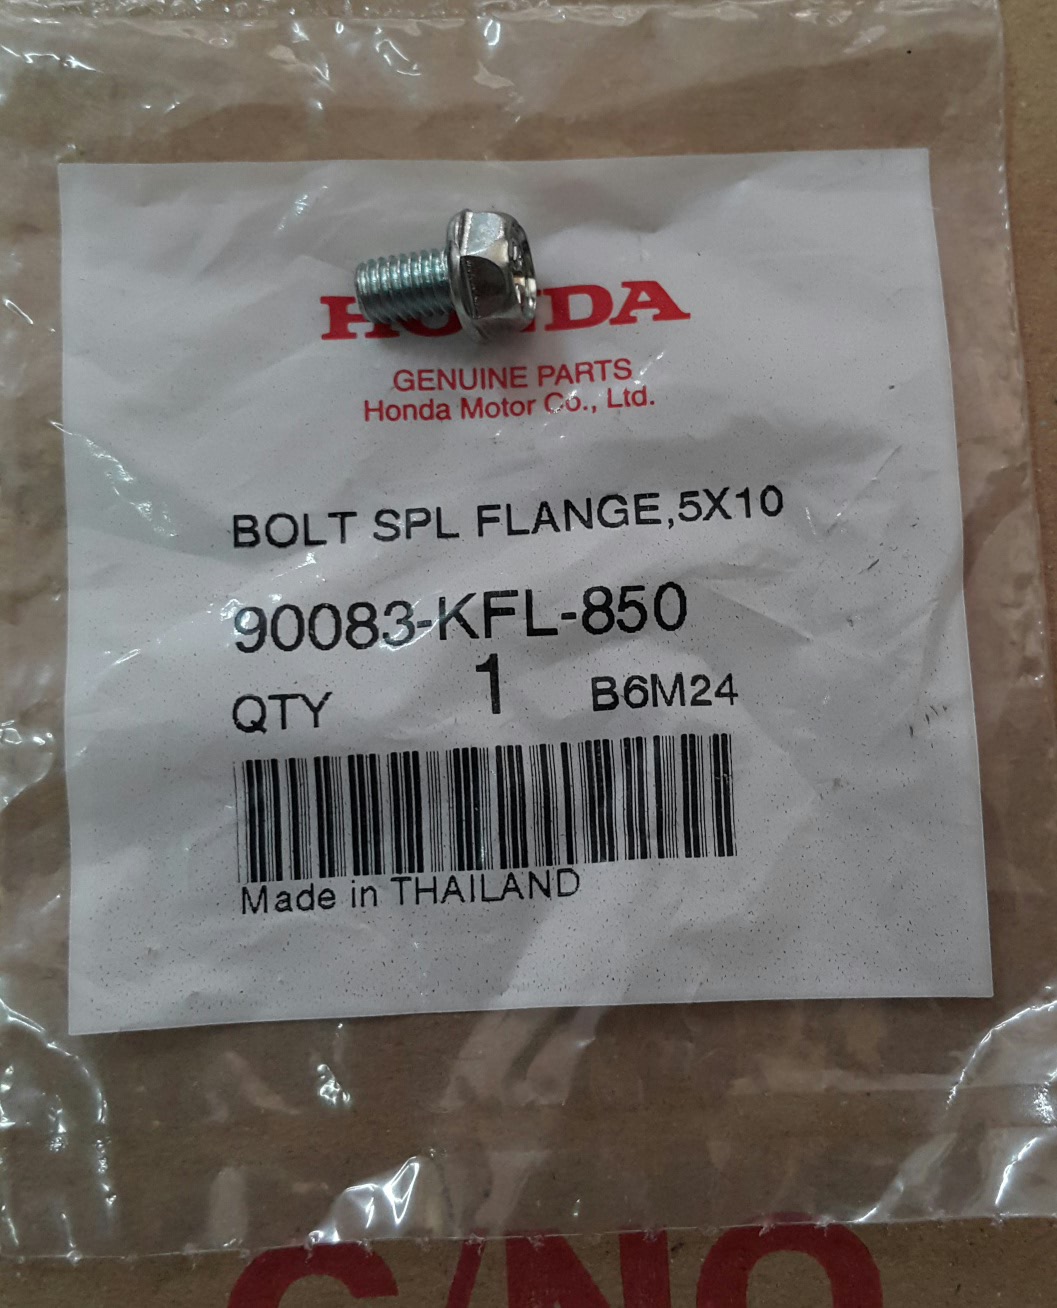 HONDA
GENUINE PARTS
Honda Motor Co., Ltd.
BOLT SPL FLANGE,5X10
90083-KFL-850
QTY 1 B6M24
Made in THAILAND
C/NO